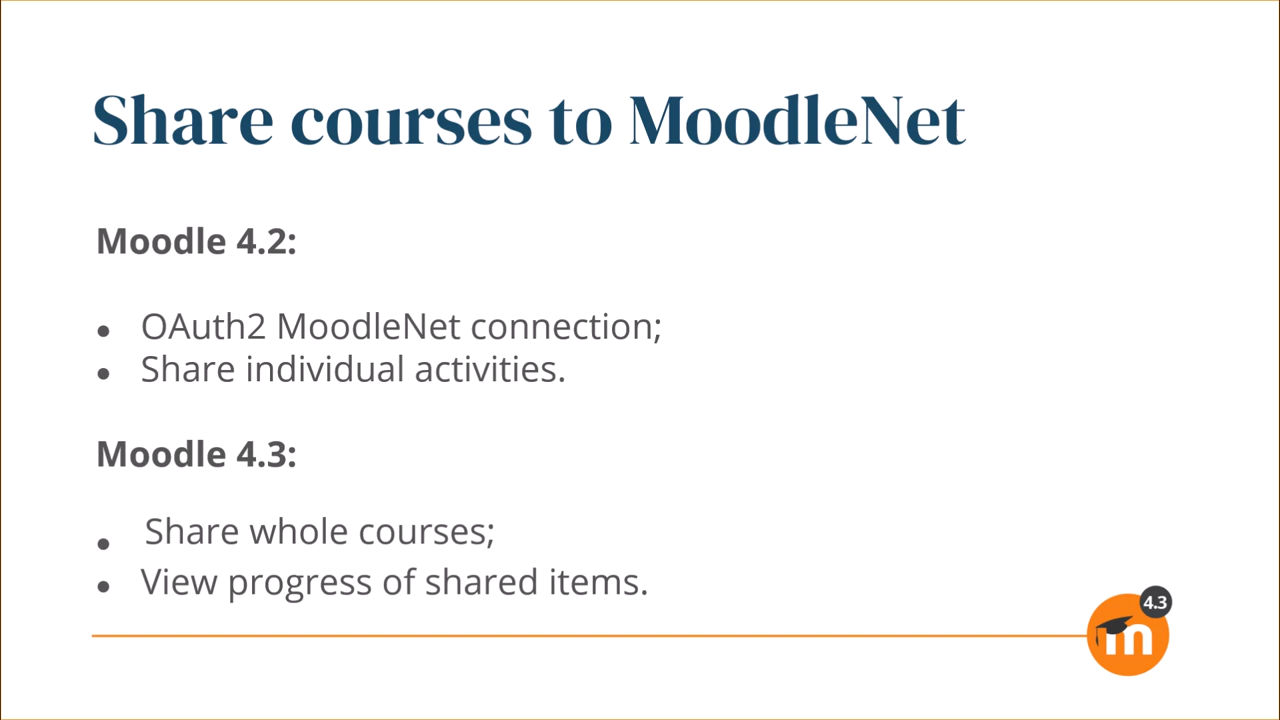 Share courses to MoodleNet
Moodle 4.2:
● OAuth2 MoodleNet connection;
● Share individual activities.
Moodle 4.3:
● Share whole courses;
● View progress of shared items.
4.3
m